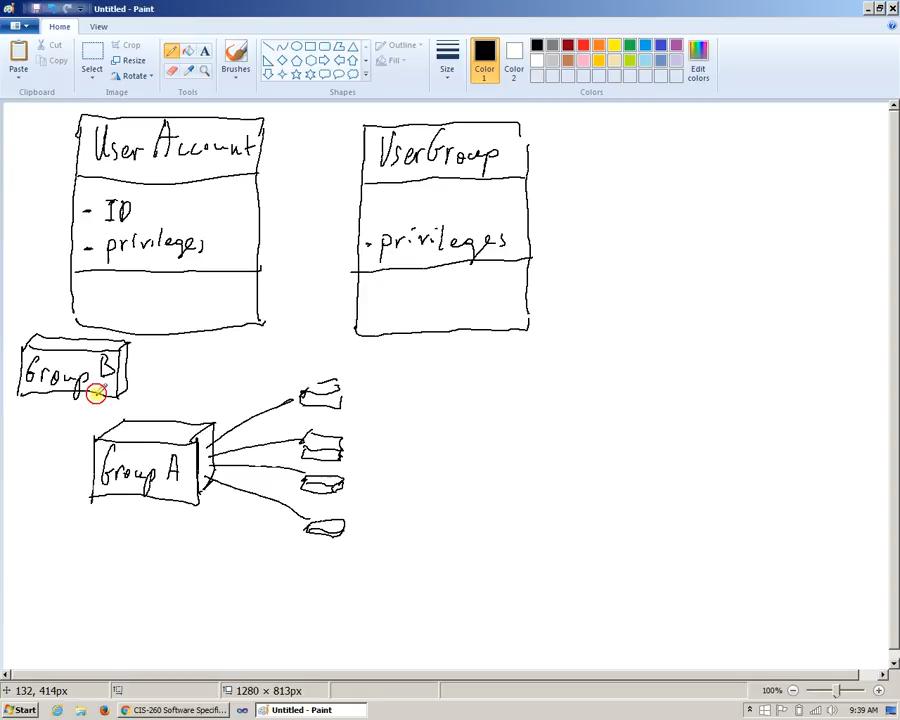 Untitled - Paint
Home
View
Paste
Cut
Copy
Clipboard
Select
Crop
Resize
Rotate
Image
Tools
Brushes
Shapes
Outline
Fill
Size
Color
1
Color
2
Edit
colors
Colors
User Account
- ID
- privileges
UserGroup
- privileges
Group B
Group A
132, 414px
1280 × 813px
100%
Start
CIS-260 Software Specifi...
Untitled - Paint
9:39 AM